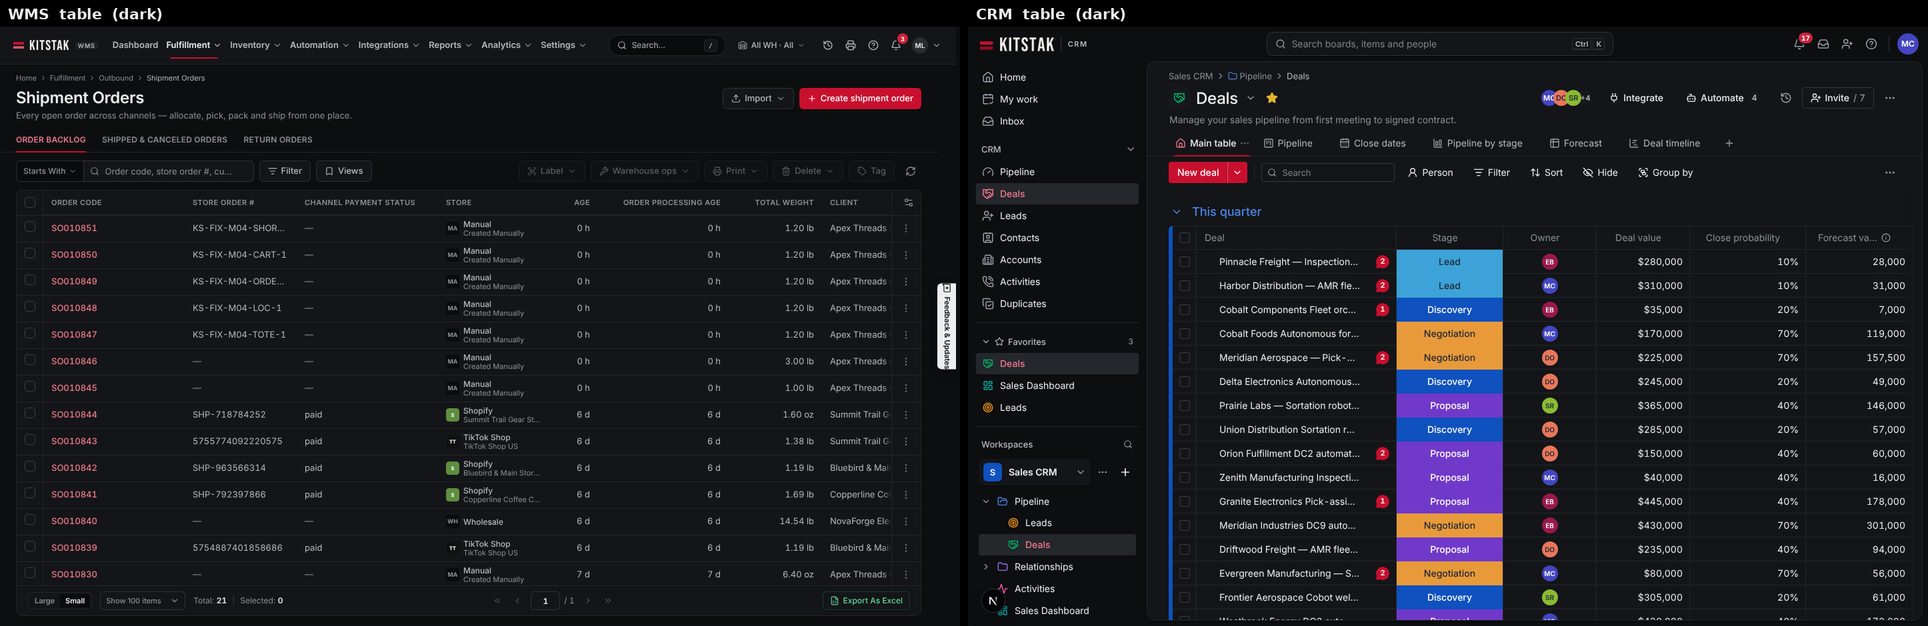 WMS table (dark)
KITSTAK WMS Dashboard Fulfillment Inventory Automation Integrations Reports Analytics Settings Search... / All WH · All 3 ML
Home > Fulfillment > Outbound > Shipment Orders
Shipment Orders
Import + Create shipment order
Every open order across channels — allocate, pick, pack and ship from one place.
ORDER BACKLOG SHIPPED & CANCELED ORDERS RETURN ORDERS
Starts With Order code, store order #, cu... Filter Views Label Warehouse ops Print Delete Tag
ORDER CODE STORE ORDER # CHANNEL PAYMENT STATUS STORE AGE ORDER PROCESSING AGE TOTAL WEIGHT CLIENT
SO010851 KS-FIX-M04-SHOR... — MA Manual Created Manually 0 h 0 h 1.20 lb Apex Threads
SO010850 KS-FIX-M04-CART-1 — MA Manual Created Manually 0 h 0 h 1.20 lb Apex Threads
SO010849 KS-FIX-M04-ORDE... — MA Manual Created Manually 0 h 0 h 1.20 lb Apex Threads
SO010848 KS-FIX-M04-LOC-1 — MA Manual Created Manually 0 h 0 h 1.20 lb Apex Threads
SO010847 KS-FIX-M04-TOTE-1 — MA Manual Created Manually 0 h 0 h 1.20 lb Apex Threads
SO010846 — — MA Manual Created Manually 0 h 0 h 3.00 lb Apex Threads
SO010845 — — MA Manual Created Manually 0 h 0 h 1.00 lb Apex Threads
SO010844 SHP-718784252 paid S Shopify Summit Trail Gear St... 6 d 6 d 1.60 oz Summit Trail G
SO010843 5755774092220575 paid TT TikTok Shop TikTok Shop US 6 d 6 d 1.38 lb Summit Trail G
SO010842 SHP-963566314 paid S Shopify Bluebird & Main Stor... 6 d 6 d 1.19 lb Bluebird & Mai
SO010841 SHP-792397866 paid S Shopify Copperline Coffee C... 6 d 6 d 1.69 lb Copperline Co
SO010840 — — WH Wholesale 6 d 6 d 14.54 lb NovaForge Ele
SO010839 5754887401858686 paid TT TikTok Shop TikTok Shop US 6 d 6 d 1.19 lb Bluebird & Mai
SO010830 — — MA Manual Created Manually 7 d 7 d 6.40 oz Apex Threads
Large Small Show 100 items Total: 21 Selected: 0 « ‹ 1 / 1 › » Export As Excel
Feedback & Updates
CRM table (dark)
KITSTAK CRM Search boards, items and people Ctrl K 17 MC
Home
My work
Inbox
CRM
Pipeline
Deals
Leads
Contacts
Accounts
Activities
Duplicates
Favorites 3
Deals
Sales Dashboard
Leads
Workspaces
S Sales CRM ··· +
Pipeline
Leads
Deals
Relationships
Activities
N Sales Dashboard
Sales CRM > Pipeline > Deals
Deals MC DO SR +4 Integrate Automate 4 Invite / 7 ···
Manage your sales pipeline from first meeting to signed contract.
Main table ··· Pipeline Close dates Pipeline by stage Forecast Deal timeline +
New deal Search Person Filter Sort Hide Group by ···
This quarter
Deal Stage Owner Deal value Close probability Forecast va...
Pinnacle Freight — Inspection... 2 Lead EB $280,000 10% 28,000
Harbor Distribution — AMR fle... 2 Lead MC $310,000 10% 31,000
Cobalt Components Fleet orc... 1 Discovery EB $35,000 20% 7,000
Cobalt Foods Autonomous for... Negotiation MC $170,000 70% 119,000
Meridian Aerospace — Pick-... 2 Negotiation DO $225,000 70% 157,500
Delta Electronics Autonomous... Discovery DO $245,000 20% 49,000
Prairie Labs — Sortation robot... Proposal SR $365,000 40% 146,000
Union Distribution Sortation r... Discovery DO $285,000 20% 57,000
Orion Fulfillment DC2 automat... 2 Proposal DO $150,000 40% 60,000
Zenith Manufacturing Inspecti... Proposal MC $40,000 40% 16,000
Granite Electronics Pick-assi... 1 Proposal EB $445,000 40% 178,000
Meridian Industries DC9 auto... Negotiation EB $430,000 70% 301,000
Driftwood Freight — AMR flee... Proposal DO $235,000 40% 94,000
Evergreen Manufacturing — S... 2 Negotiation MC $80,000 70% 56,000
Frontier Aerospace Cobot wel... Discovery SR $305,000 20% 61,000